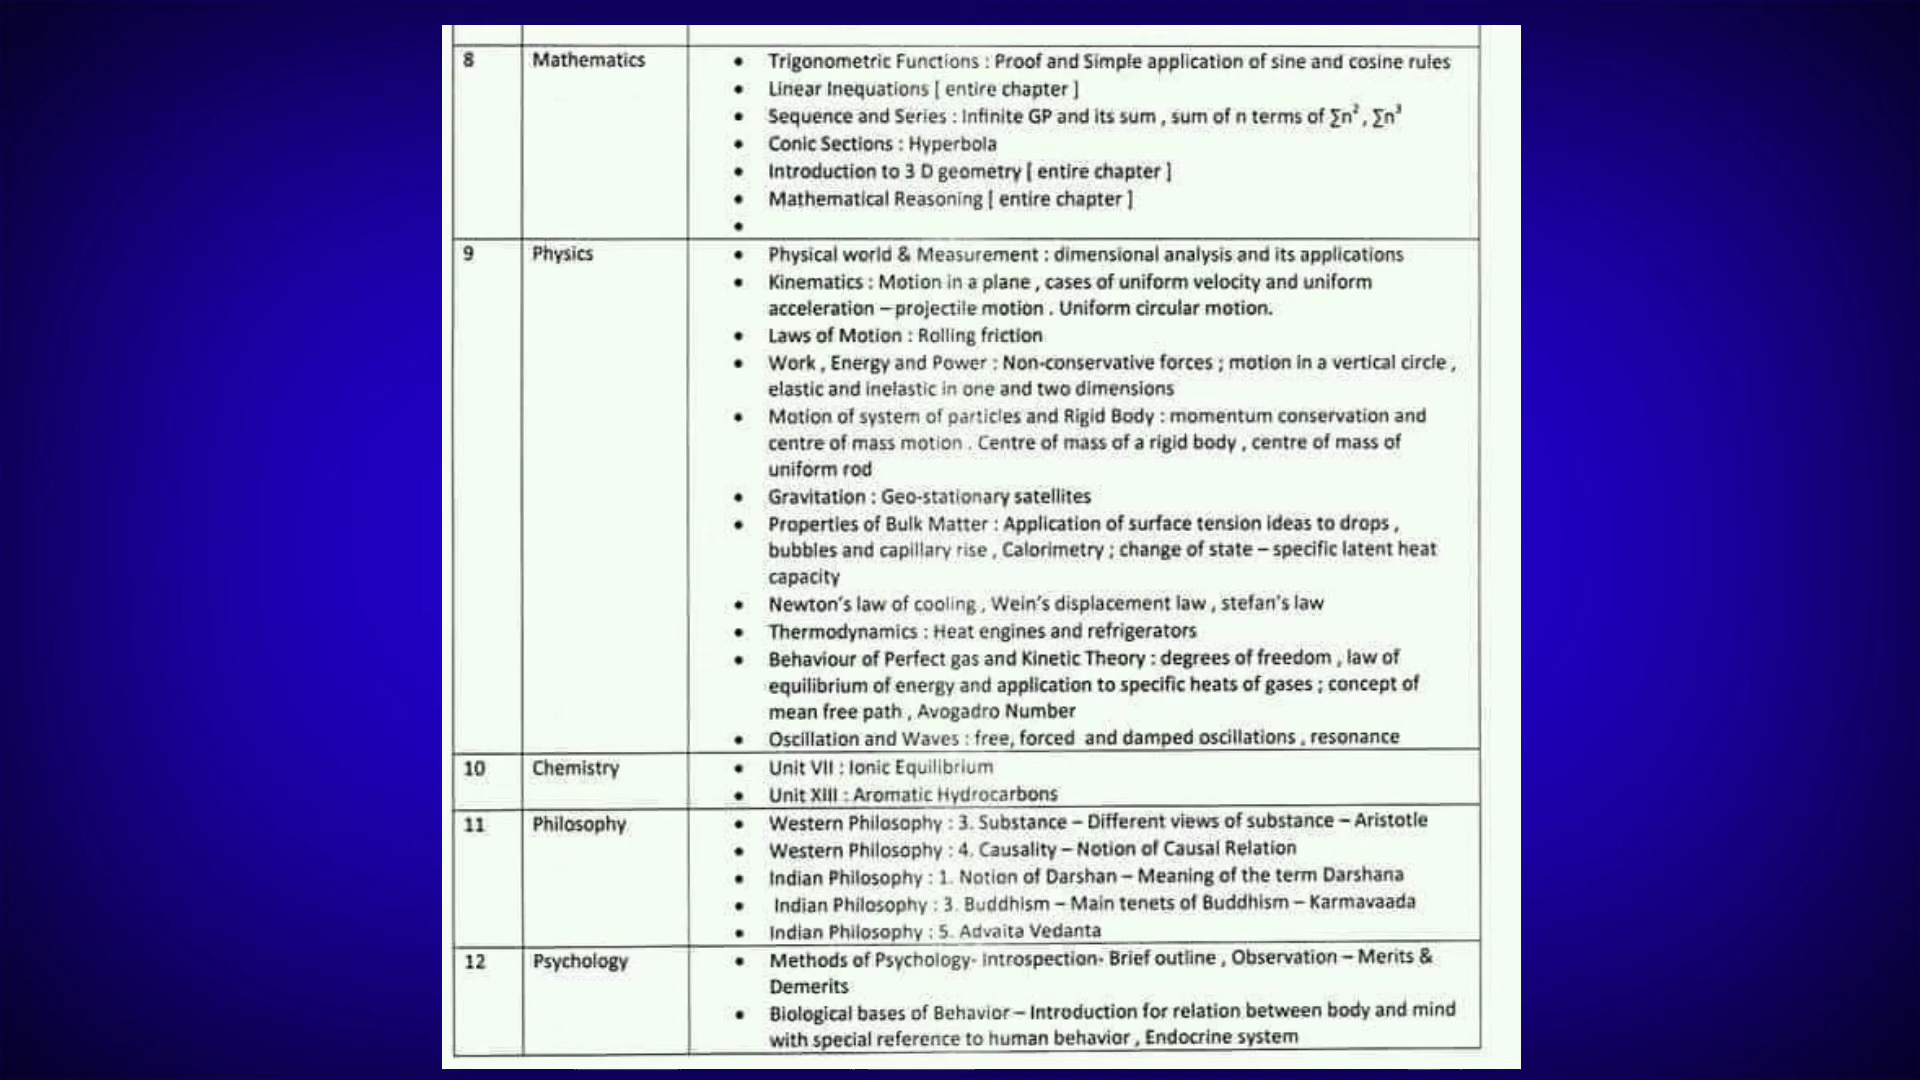 8 Mathematics • Trigonometric Functions : Proof and Simple application of sine and cosine rules
• Linear Inequations [ entire chapter ]
• Sequence and Series : Infinite GP and its sum , sum of n terms of ∑n², ∑n³
• Conic Sections : Hyperbola
• Introduction to 3 D geometry [ entire chapter ]
• Mathematical Reasoning [ entire chapter ]
•
9 Physics • Physical world & Measurement : dimensional analysis and its applications
• Kinematics : Motion in a plane , cases of uniform velocity and uniform
acceleration – projectile motion . Uniform circular motion.
• Laws of Motion : Rolling friction
• Work , Energy and Power : Non-conservative forces ; motion in a vertical circle ,
elastic and inelastic in one and two dimensions
• Motion of system of particles and Rigid Body : momentum conservation and
centre of mass motion . Centre of mass of a rigid body , centre of mass of
uniform rod
• Gravitation : Geo-stationary satellites
• Properties of Bulk Matter : Application of surface tension ideas to drops ,
bubbles and capillary rise , Calorimetry ; change of state – specific latent heat
capacity
• Newton's law of cooling , Wein's displacement law , stefan's law
• Thermodynamics : Heat engines and refrigerators
• Behaviour of Perfect gas and Kinetic Theory : degrees of freedom , law of
equilibrium of energy and application to specific heats of gases ; concept of
mean free path , Avogadro Number
• Oscillation and Waves : free, forced and damped oscillations , resonance
10 Chemistry • Unit VII : Ionic Equilibrium
• Unit XIII : Aromatic Hydrocarbons
11 Philosophy • Western Philosophy : 3. Substance – Different views of substance – Aristotle
• Western Philosophy : 4. Causality – Notion of Causal Relation
• Indian Philosophy : 1. Notion of Darshan – Meaning of the term Darshana
• Indian Philosophy : 3. Buddhism – Main tenets of Buddhism – Karmavaada
• Indian Philosophy : 5. Advaita Vedanta
12 Psychology • Methods of Psychology- Introspection- Brief outline , Observation – Merits &
Demerits
• Biological bases of Behavior – Introduction for relation between body and mind
with special reference to human behavior , Endocrine system